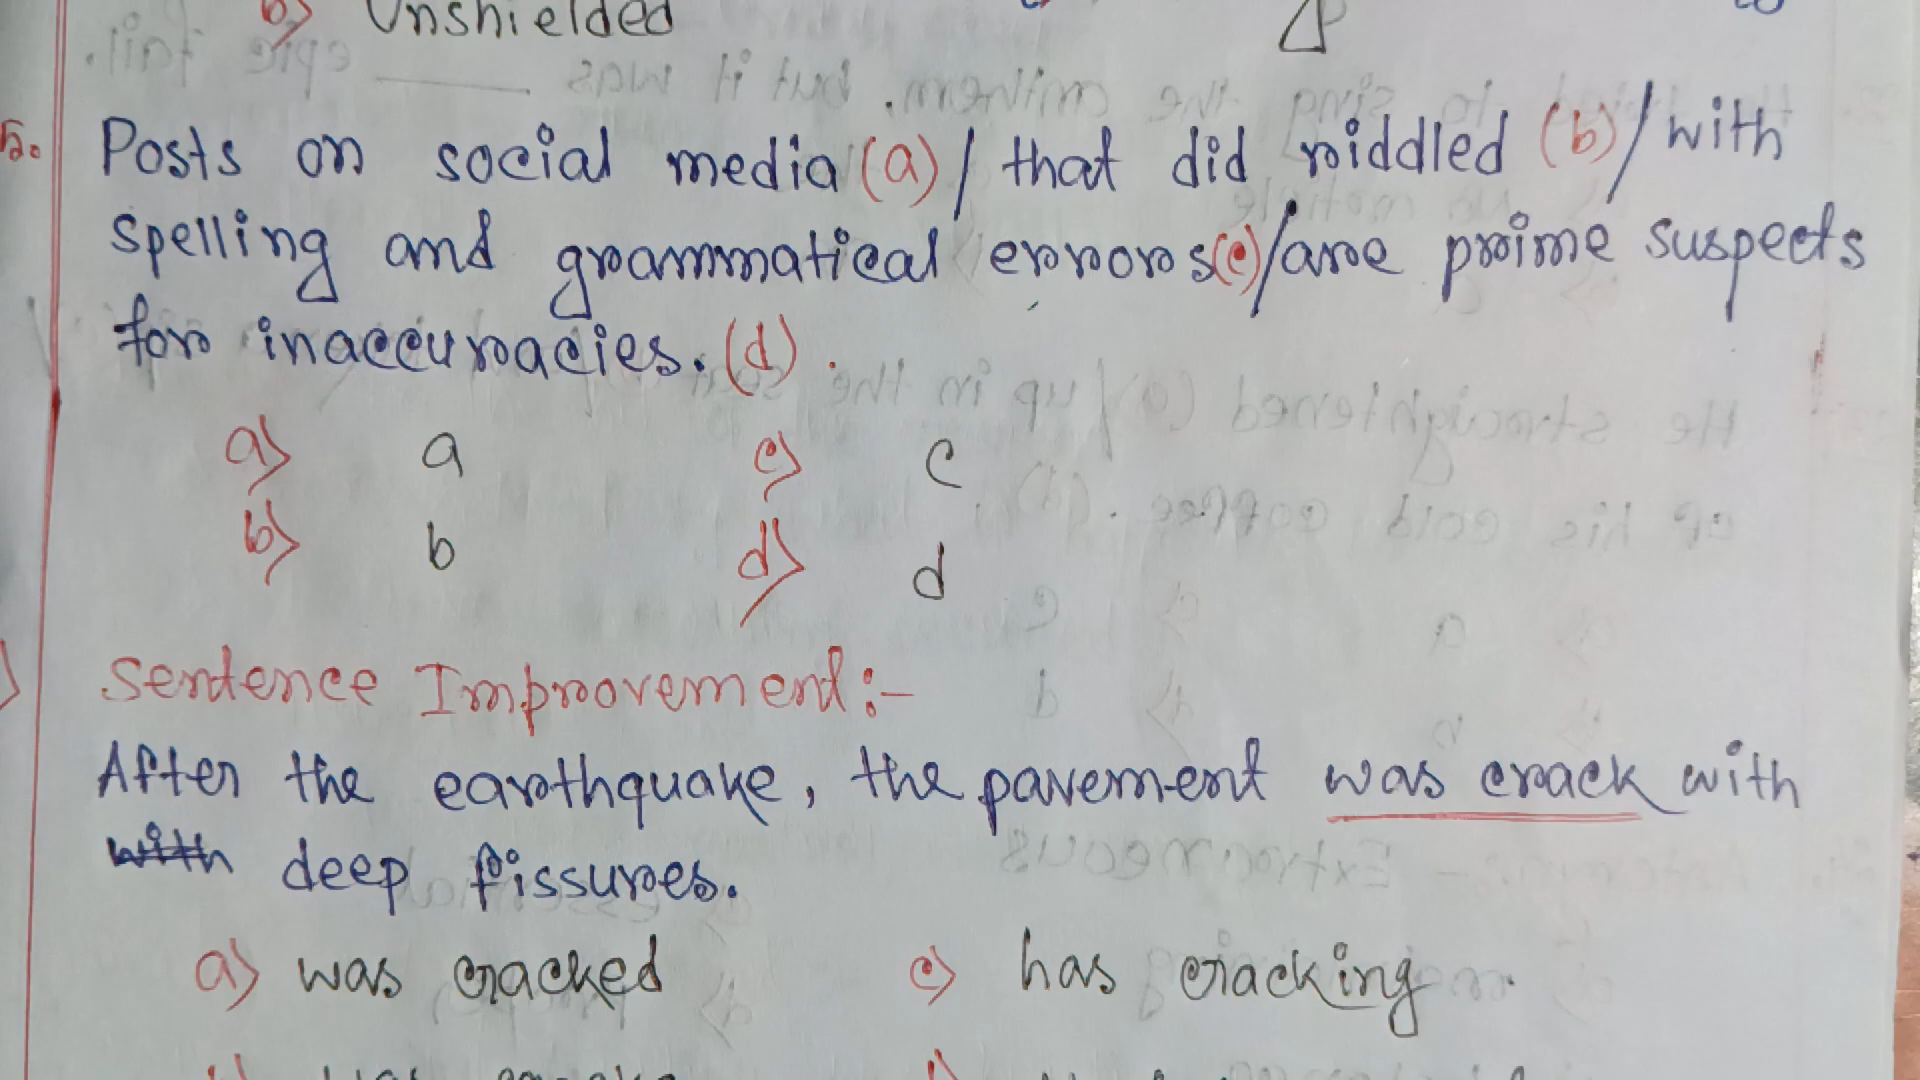 b) Unshielded
5. Posts on social media (a) / that did riddled (b) / with
spelling and grammatical errors (c) / are prime suspects
for inaccuracies. (d).
a) a c) c
b) b d) d
Sentence Improvement:-
After the earthquake, the pavement was crack with
with deep fissures.
a) was cracked c) has cracking